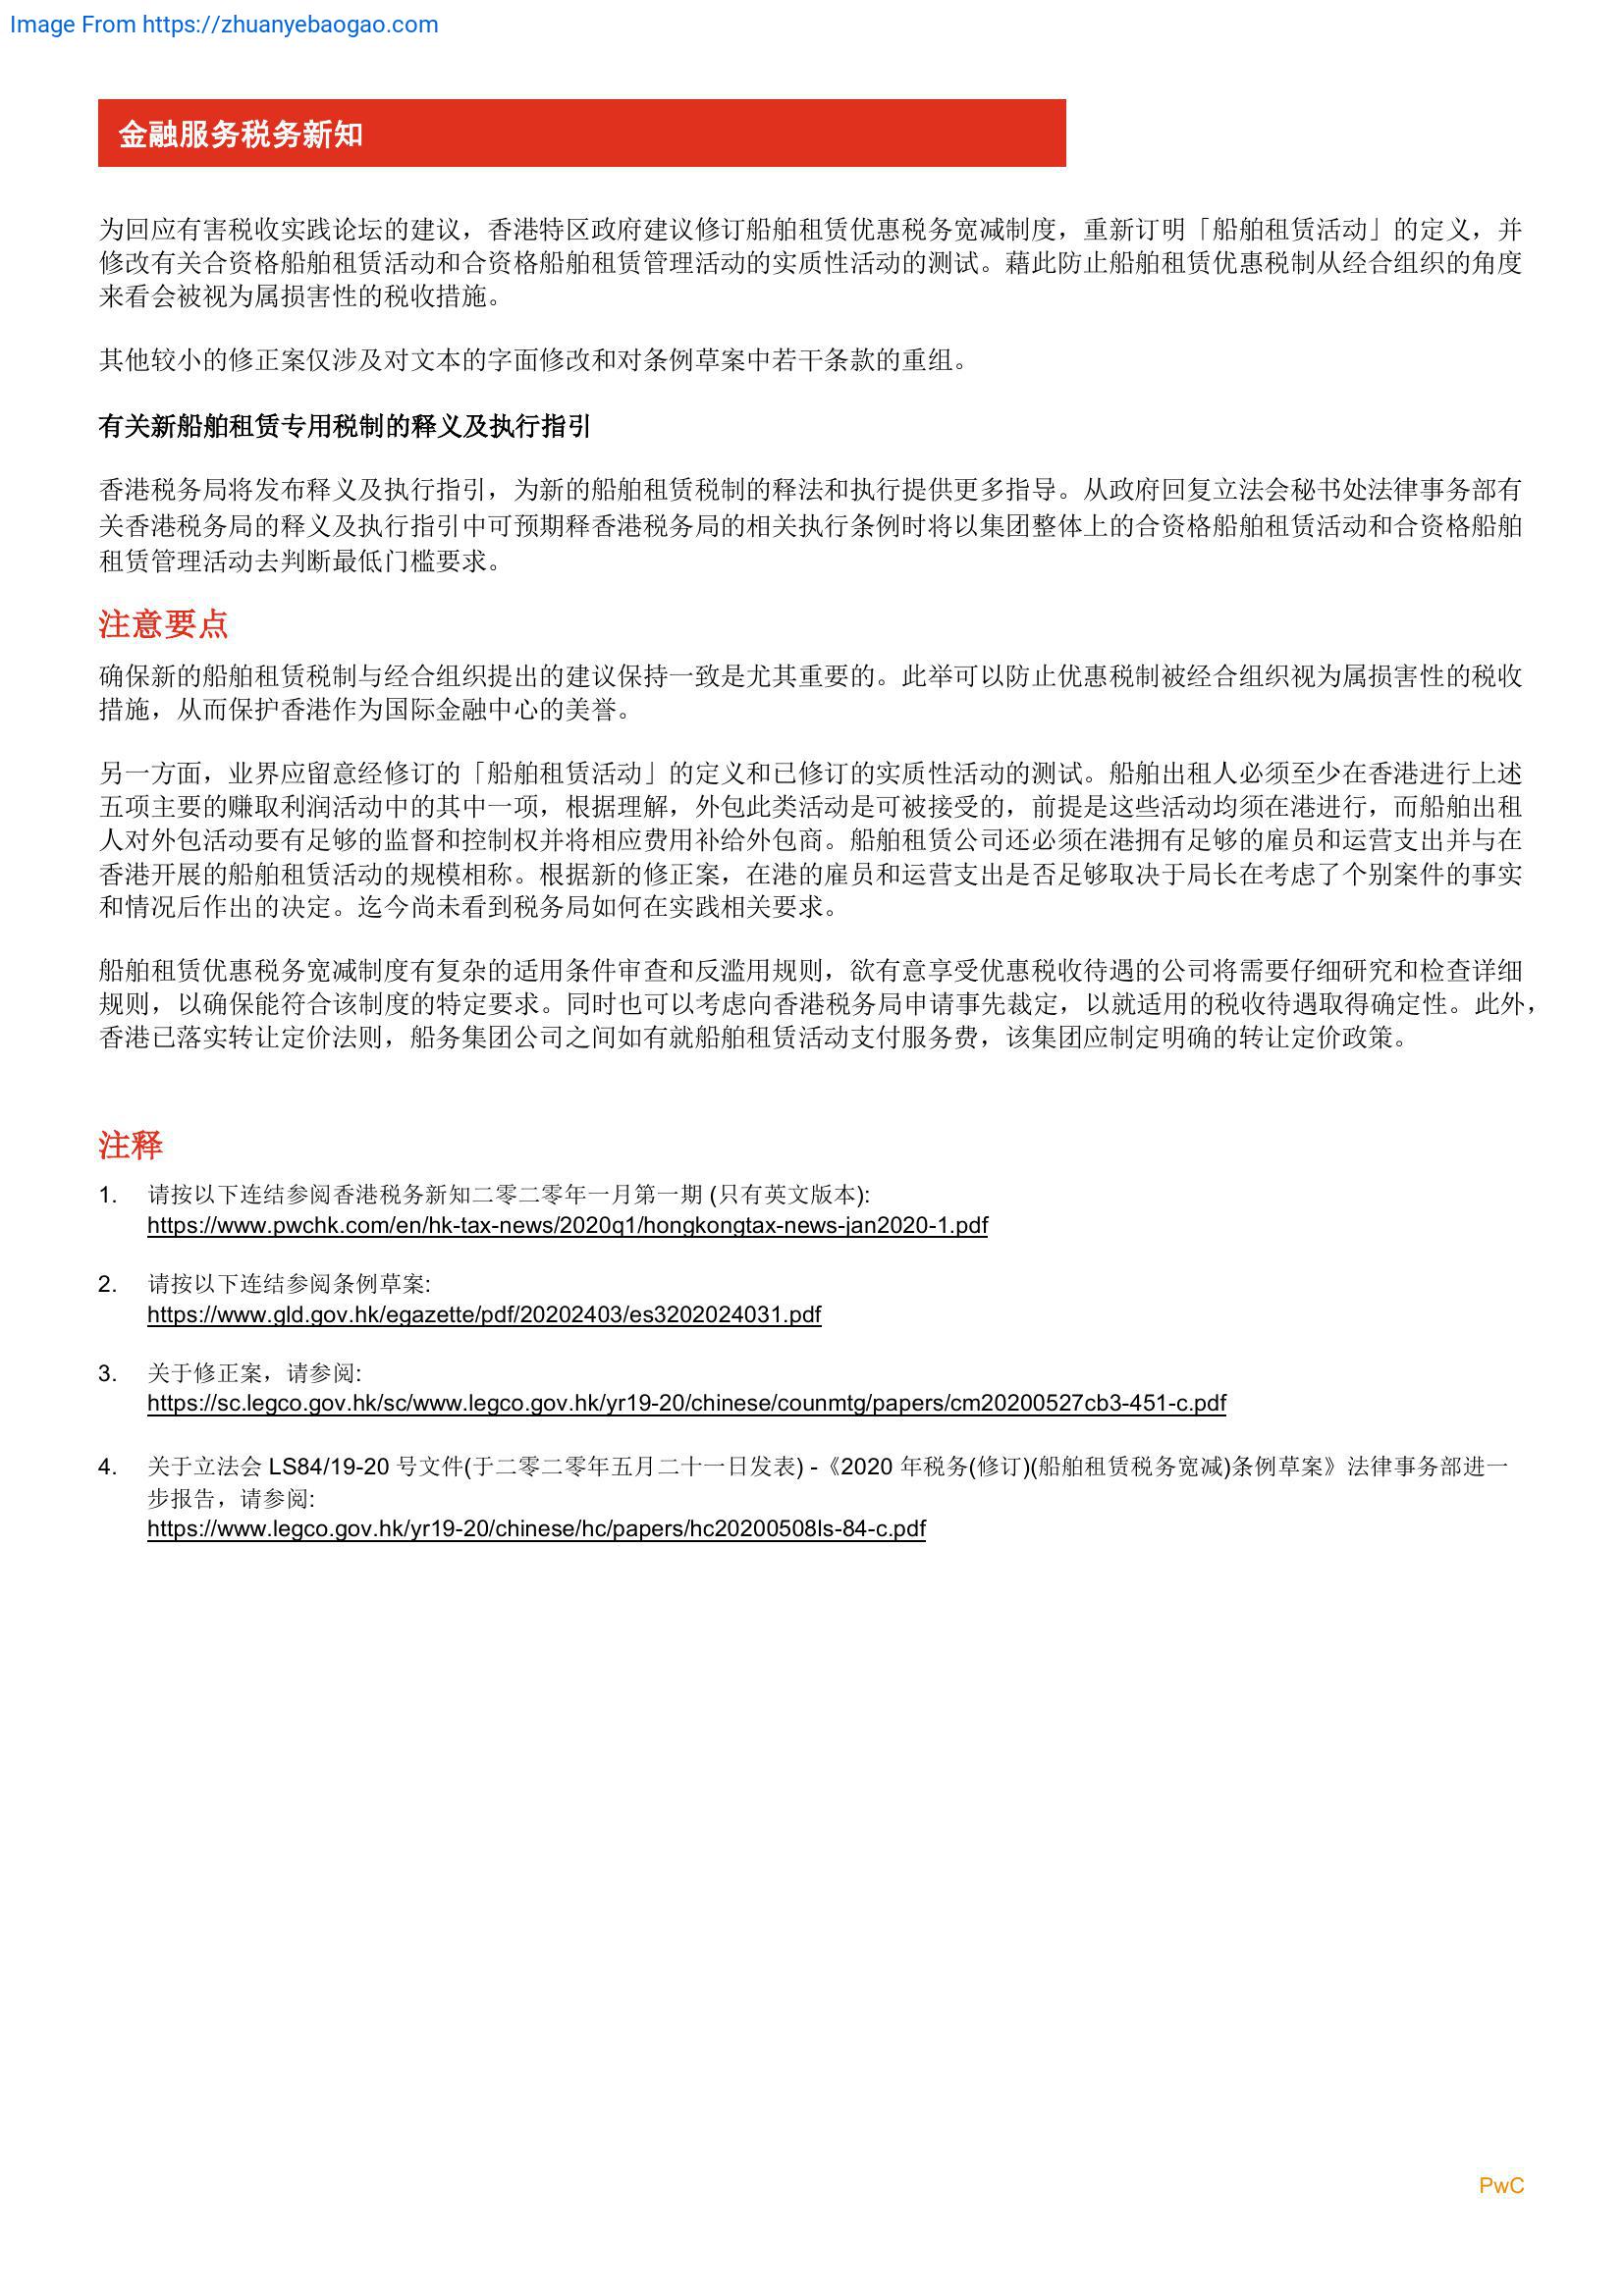 Image From https://zhuanyebaogao.com
金融服务税务新知
为回应有害税收实践论坛的建议，香港特区政府建议修订船舶租赁优惠税务宽减制度，重新订明「船舶租赁活动」的定义，并
修改有关合资格船舶租赁活动和合资格船舶租赁管理活动的实质性活动的测试。藉此防止船舶租赁优惠税制从经合组织的角度
来看会被视为属损害性的税收措施。
其他较小的修正案仅涉及对文本的字面修改和对条例草案中若干条款的重组。
有关新船舶租赁专用税制的释义及执行指引
香港税务局将发布释义及执行指引，为新的船舶租赁税制的释法和执行提供更多指导。从政府回复立法会秘书处法律事务部有
关香港税务局的释义及执行指引中可预期释香港税务局的相关执行条例时将以集团整体上的合资格船舶租赁活动和合资格船舶
租赁管理活动去判断最低门槛要求。
注意要点
确保新的船舶租赁税制与经合组织提出的建议保持一致是尤其重要的。此举可以防止优惠税制被经合组织视为属损害性的税收
措施，从而保护香港作为国际金融中心的美誉。
另一方面，业界应留意经修订的「船舶租赁活动」的定义和已修订的实质性活动的测试。船舶出租人必须至少在香港进行上述
五项主要的赚取利润活动中的其中一项，根据理解，外包此类活动是可被接受的，前提是这些活动均须在港进行，而船舶出租
人对外包活动要有足够的监督和控制权并将相应费用补给外包商。船舶租赁公司还必须在港拥有足够的雇员和运营支出并与在
香港开展的船舶租赁活动的规模相称。根据新的修正案，在港的雇员和运营支出是否足够取决于局长在考虑了个别案件的事实
和情况后作出的决定。迄今尚未看到税务局如何在实践相关要求。
船舶租赁优惠税务宽减制度有复杂的适用条件审查和反滥用规则，欲有意享受优惠税收待遇的公司将需要仔细研究和检查详细
规则，以确保能符合该制度的特定要求。同时也可以考虑向香港税务局申请事先裁定，以就适用的税收待遇取得确定性。此外，
香港已落实转让定价法则，船务集团公司之间如有就船舶租赁活动支付服务费，该集团应制定明确的转让定价政策。
注释
1. 请按以下连结参阅香港税务新知二零二零年一月第一期 (只有英文版本):
https://www.pwchk.com/en/hk-tax-news/2020q1/hongkongtax-news-jan2020-1.pdf
2. 请按以下连结参阅条例草案:
https://www.gld.gov.hk/egazette/pdf/20202403/es3202024031.pdf
3. 关于修正案，请参阅:
https://sc.legco.gov.hk/sc/www.legco.gov.hk/yr19-20/chinese/counmtg/papers/cm20200527cb3-451-c.pdf
4. 关于立法会 LS84/19-20 号文件(于二零二零年五月二十一日发表) -《2020 年税务(修订)(船舶租赁税务宽减)条例草案》法律事务部进一
步报告，请参阅:
https://www.legco.gov.hk/yr19-20/chinese/hc/papers/hc20200508ls-84-c.pdf
PwC